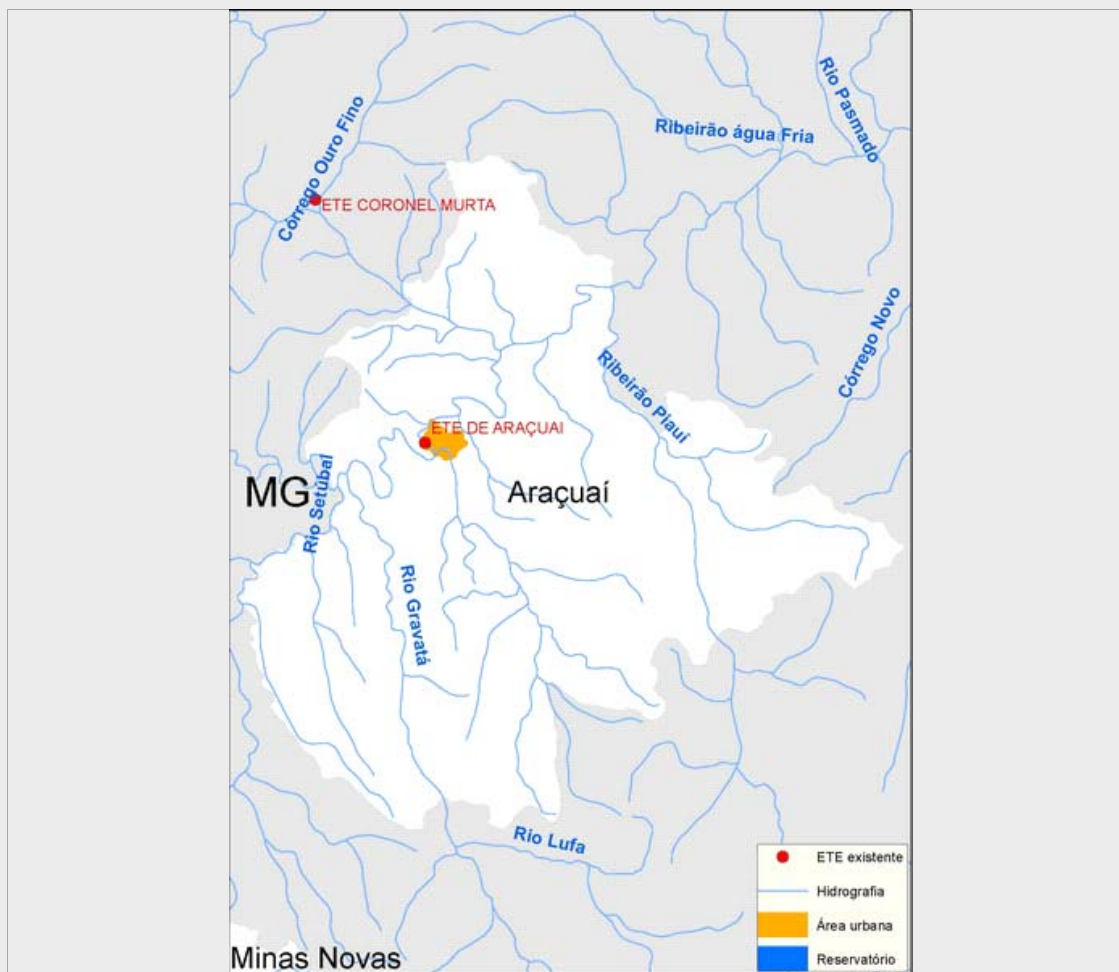 Córrego Ouro Fino
Ribeirão água Fria
Rio Pasmado
ETE CORONEL MURTA
Córrego Novo
Ribeirão Piauí
ETE DE ARAÇUAI
MG
Araçuaí
Rio Setúbal
Rio Gravatá
Rio Lufa
Minas Novas
ETE existente
Hidrografia
Área urbana
Reservatório